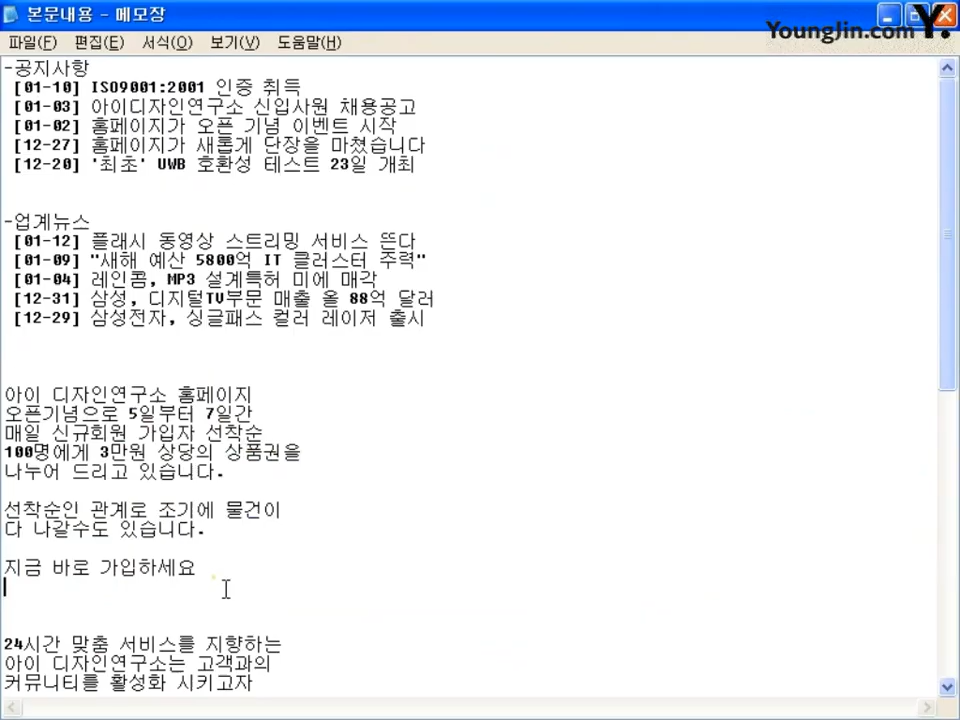 본문내용 - 메모장
YoungJin.com Y.
파일(F) 편집(E) 서식(O) 보기(V) 도움말(H)
-공지사항
[01-10] ISO9001:2001 인증 취득
[01-03] 아이디자인연구소 신입사원 채용공고
[01-02] 홈페이지가 오픈 기념 이벤트 시작
[12-27] 홈페이지가 새롭게 단장을 마쳤습니다
[12-20] '최초' UWB 호환성 테스트 23일 개최
-업계뉴스
[01-12] 플래시 동영상 스트리밍 서비스 뜬다
[01-09] "새해 예산 5800억 IT 클러스터 주력"
[01-04] 레인콤, MP3 설계특허 미에 매각
[12-31] 삼성, 디지털TV부문 매출 올 88억 달러
[12-29] 삼성전자, 싱글패스 컬러 레이저 출시
아이 디자인연구소 홈페이지
오픈기념으로 5일부터 7일간
매일 신규회원 가입자 선착순
100명에게 3만원 상당의 상품권을
나누어 드리고 있습니다.
선착순인 관계로 조기에 물건이
다 나갈수도 있습니다.
지금 바로 가입하세요
24시간 맞춤 서비스를 지향하는
아이 디자인연구소는 고객과의
커뮤니티를 활성화 시키고자